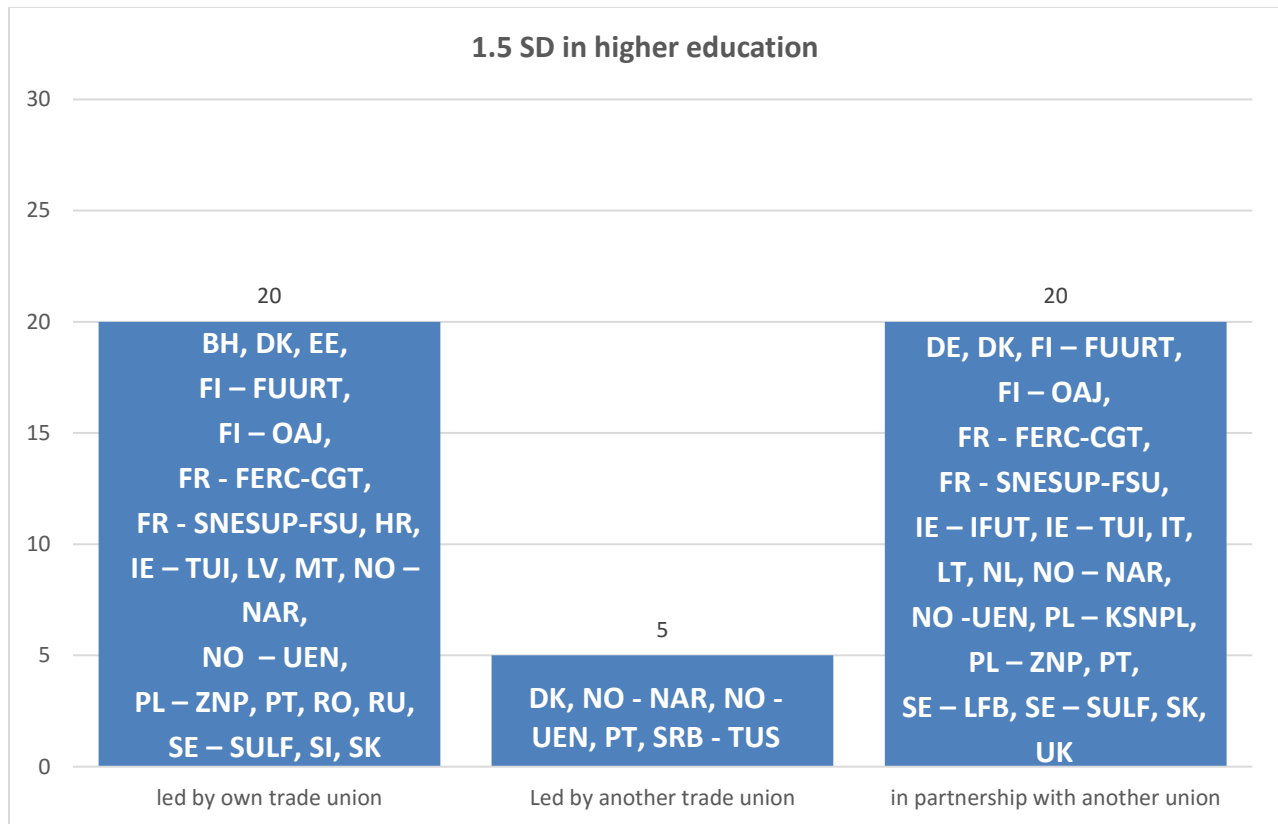 1.5 SD in higher education
30
25
20
15
10
5
0
20
BH, DK, EE,
FI – FUURT,
FI – OAJ,
FR - FERC-CGT,
FR - SNESUP-FSU, HR,
IE – TUI, LV, MT, NO –
NAR,
NO – UEN,
PL – ZNP, PT, RO, RU,
SE – SULF, SI, SK
5
DK, NO - NAR, NO -
UEN, PT, SRB - TUS
20
DE, DK, FI – FUURT,
FI – OAJ,
FR - FERC-CGT,
FR - SNESUP-FSU,
IE – IFUT, IE – TUI, IT,
LT, NL, NO – NAR,
NO -UEN, PL – KSNPL,
PL – ZNP, PT,
SE – LFB, SE – SULF, SK,
UK
led by own trade union
Led by another trade union
in partnership with another union